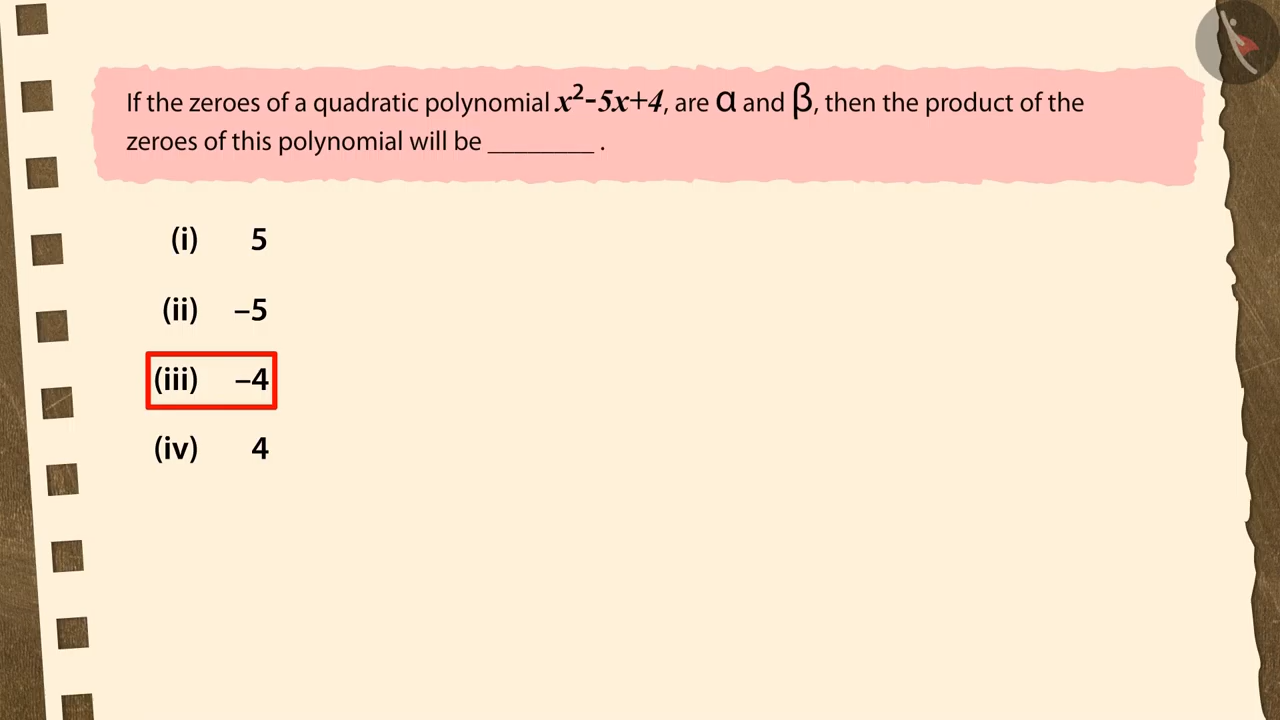 If the zeroes of a quadratic polynomial x²-5x+4, are α and β, then the product of the
zeroes of this polynomial will be ________ .
(i) 5
(ii) –5
(iii) –4
(iv) 4